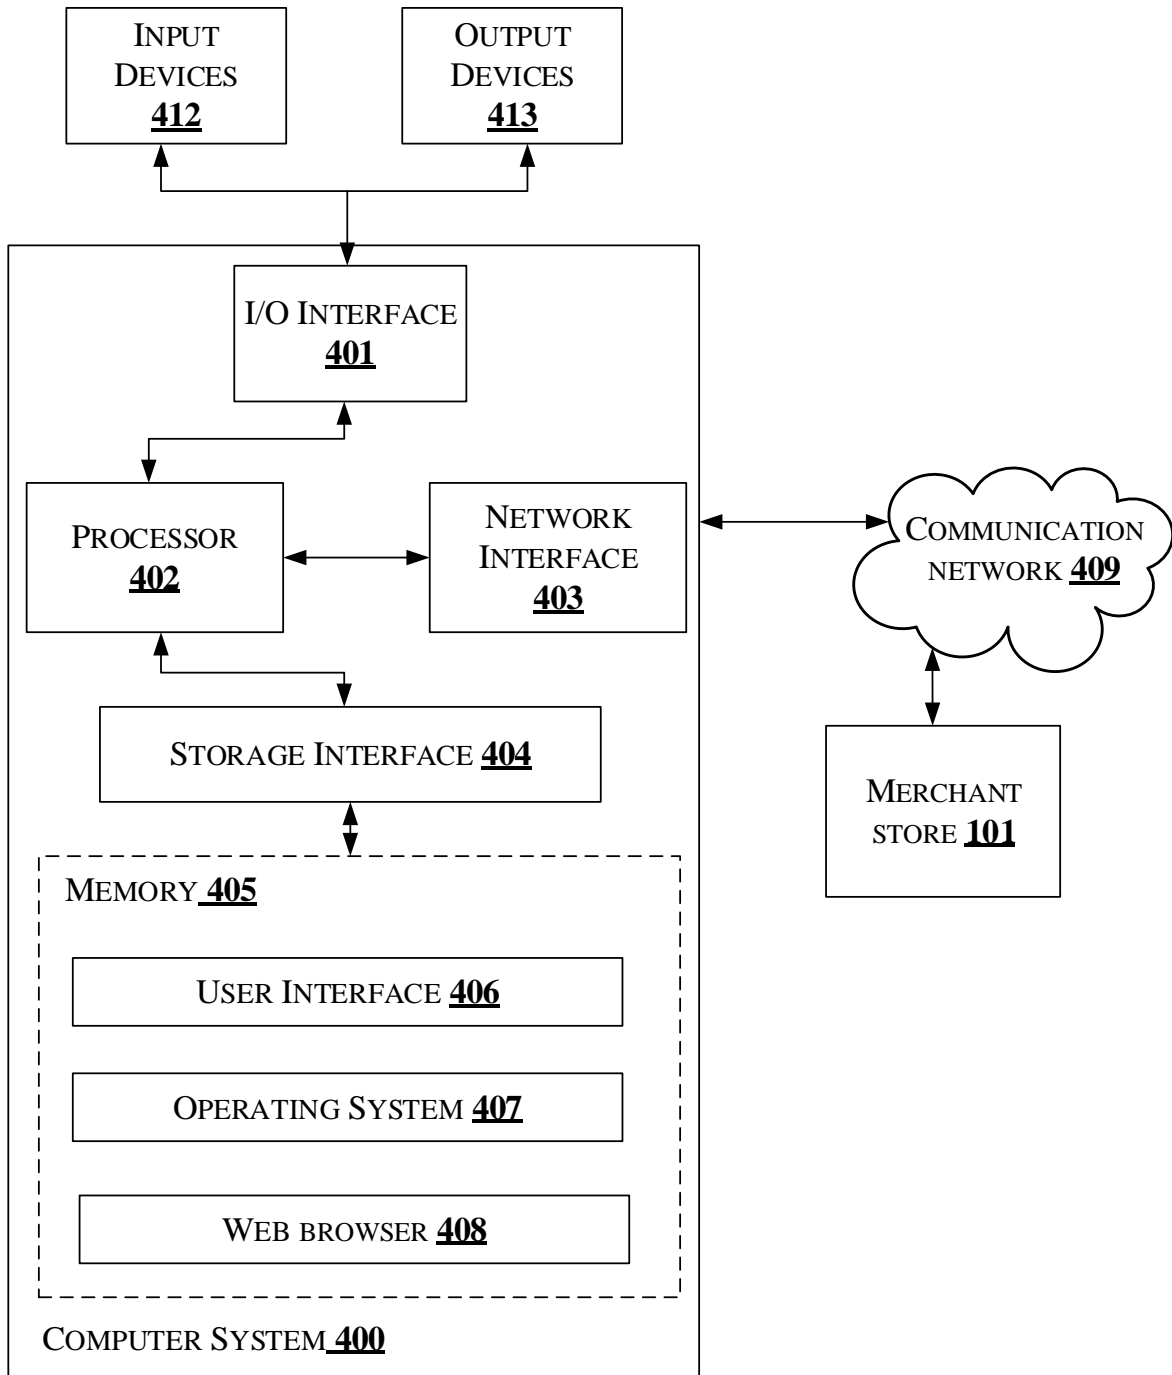 INPUT
DEVICES
412
OUTPUT
DEVICES
413
I/O INTERFACE
401
PROCESSOR
402
NETWORK
INTERFACE
403
COMMUNICATION
NETWORK 409
STORAGE INTERFACE 404
MERCHANT
STORE 101
MEMORY 405
USER INTERFACE 406
OPERATING SYSTEM 407
WEB BROWSER 408
COMPUTER SYSTEM 400